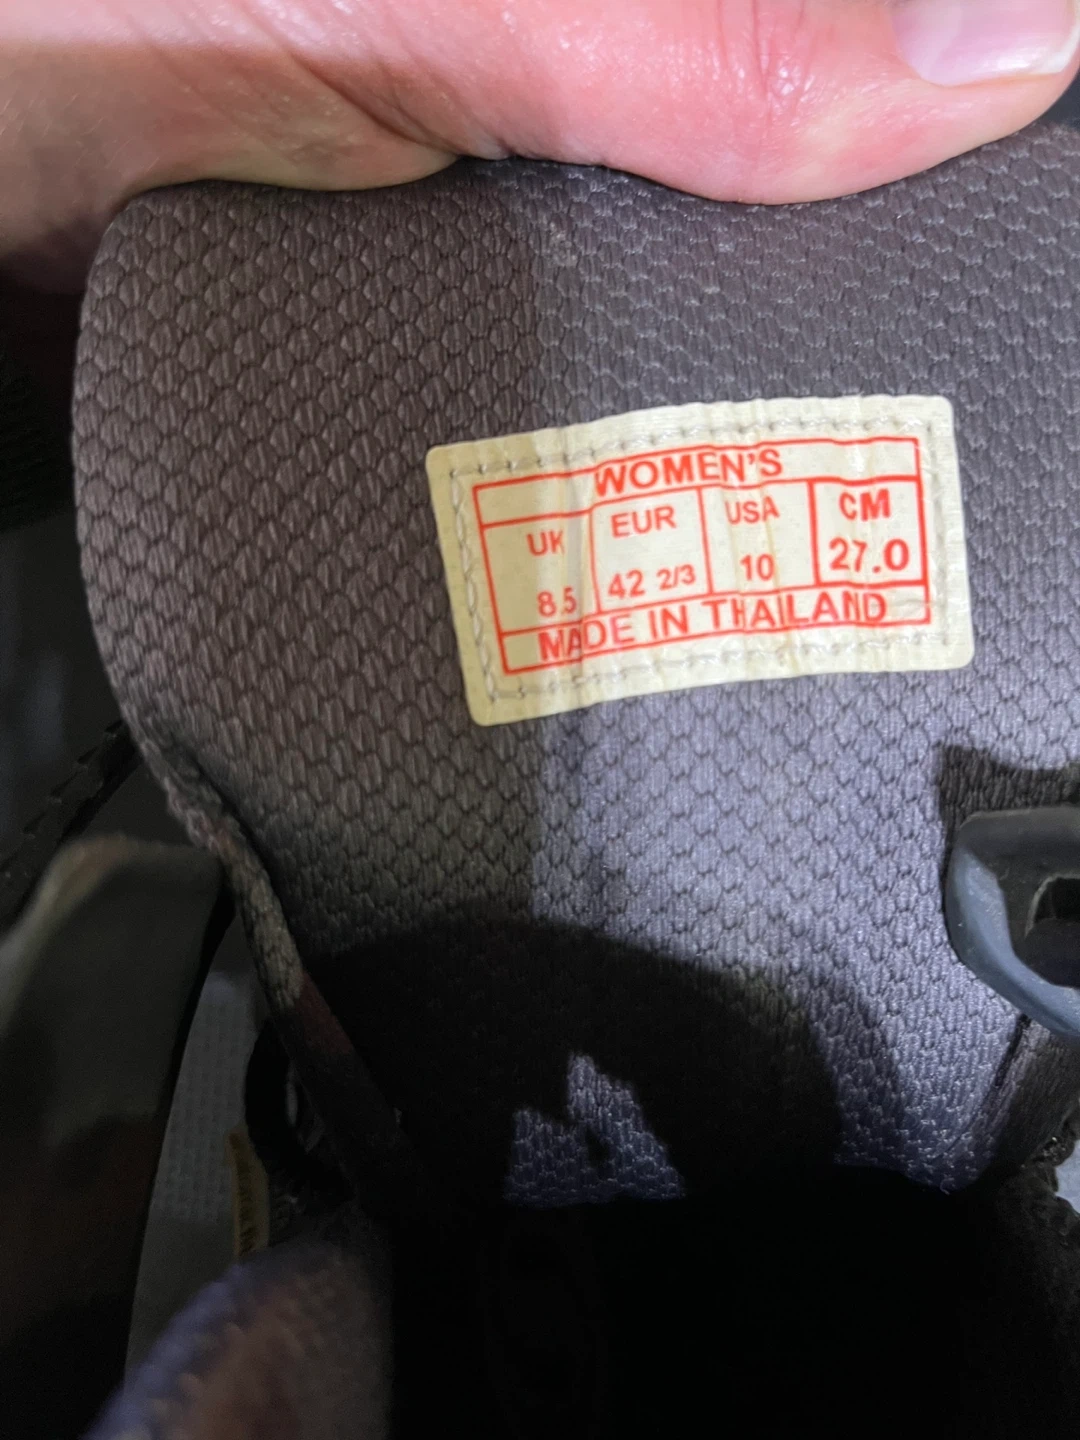 WOMEN'S
UK EUR USA CM
8.5 42 2/3 10 27.0
MADE IN THAILAND